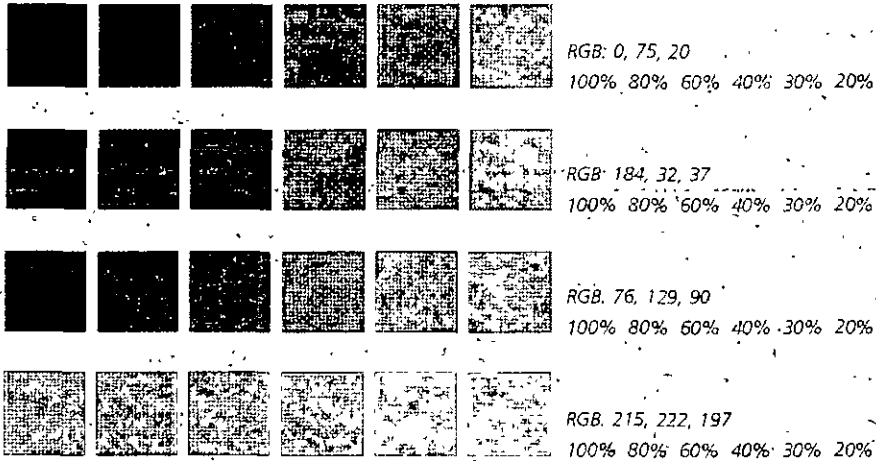 RGB: 0, 75, 20
100% 80% 60% 40% 30% 20%
RGB: 184, 32, 37
100% 80% 60% 40% 30% 20%
RGB. 76, 129, 90
100% 80% 60% 40% 30% 20%
RGB. 215, 222, 197
100% 80% 60% 40% 30% 20%